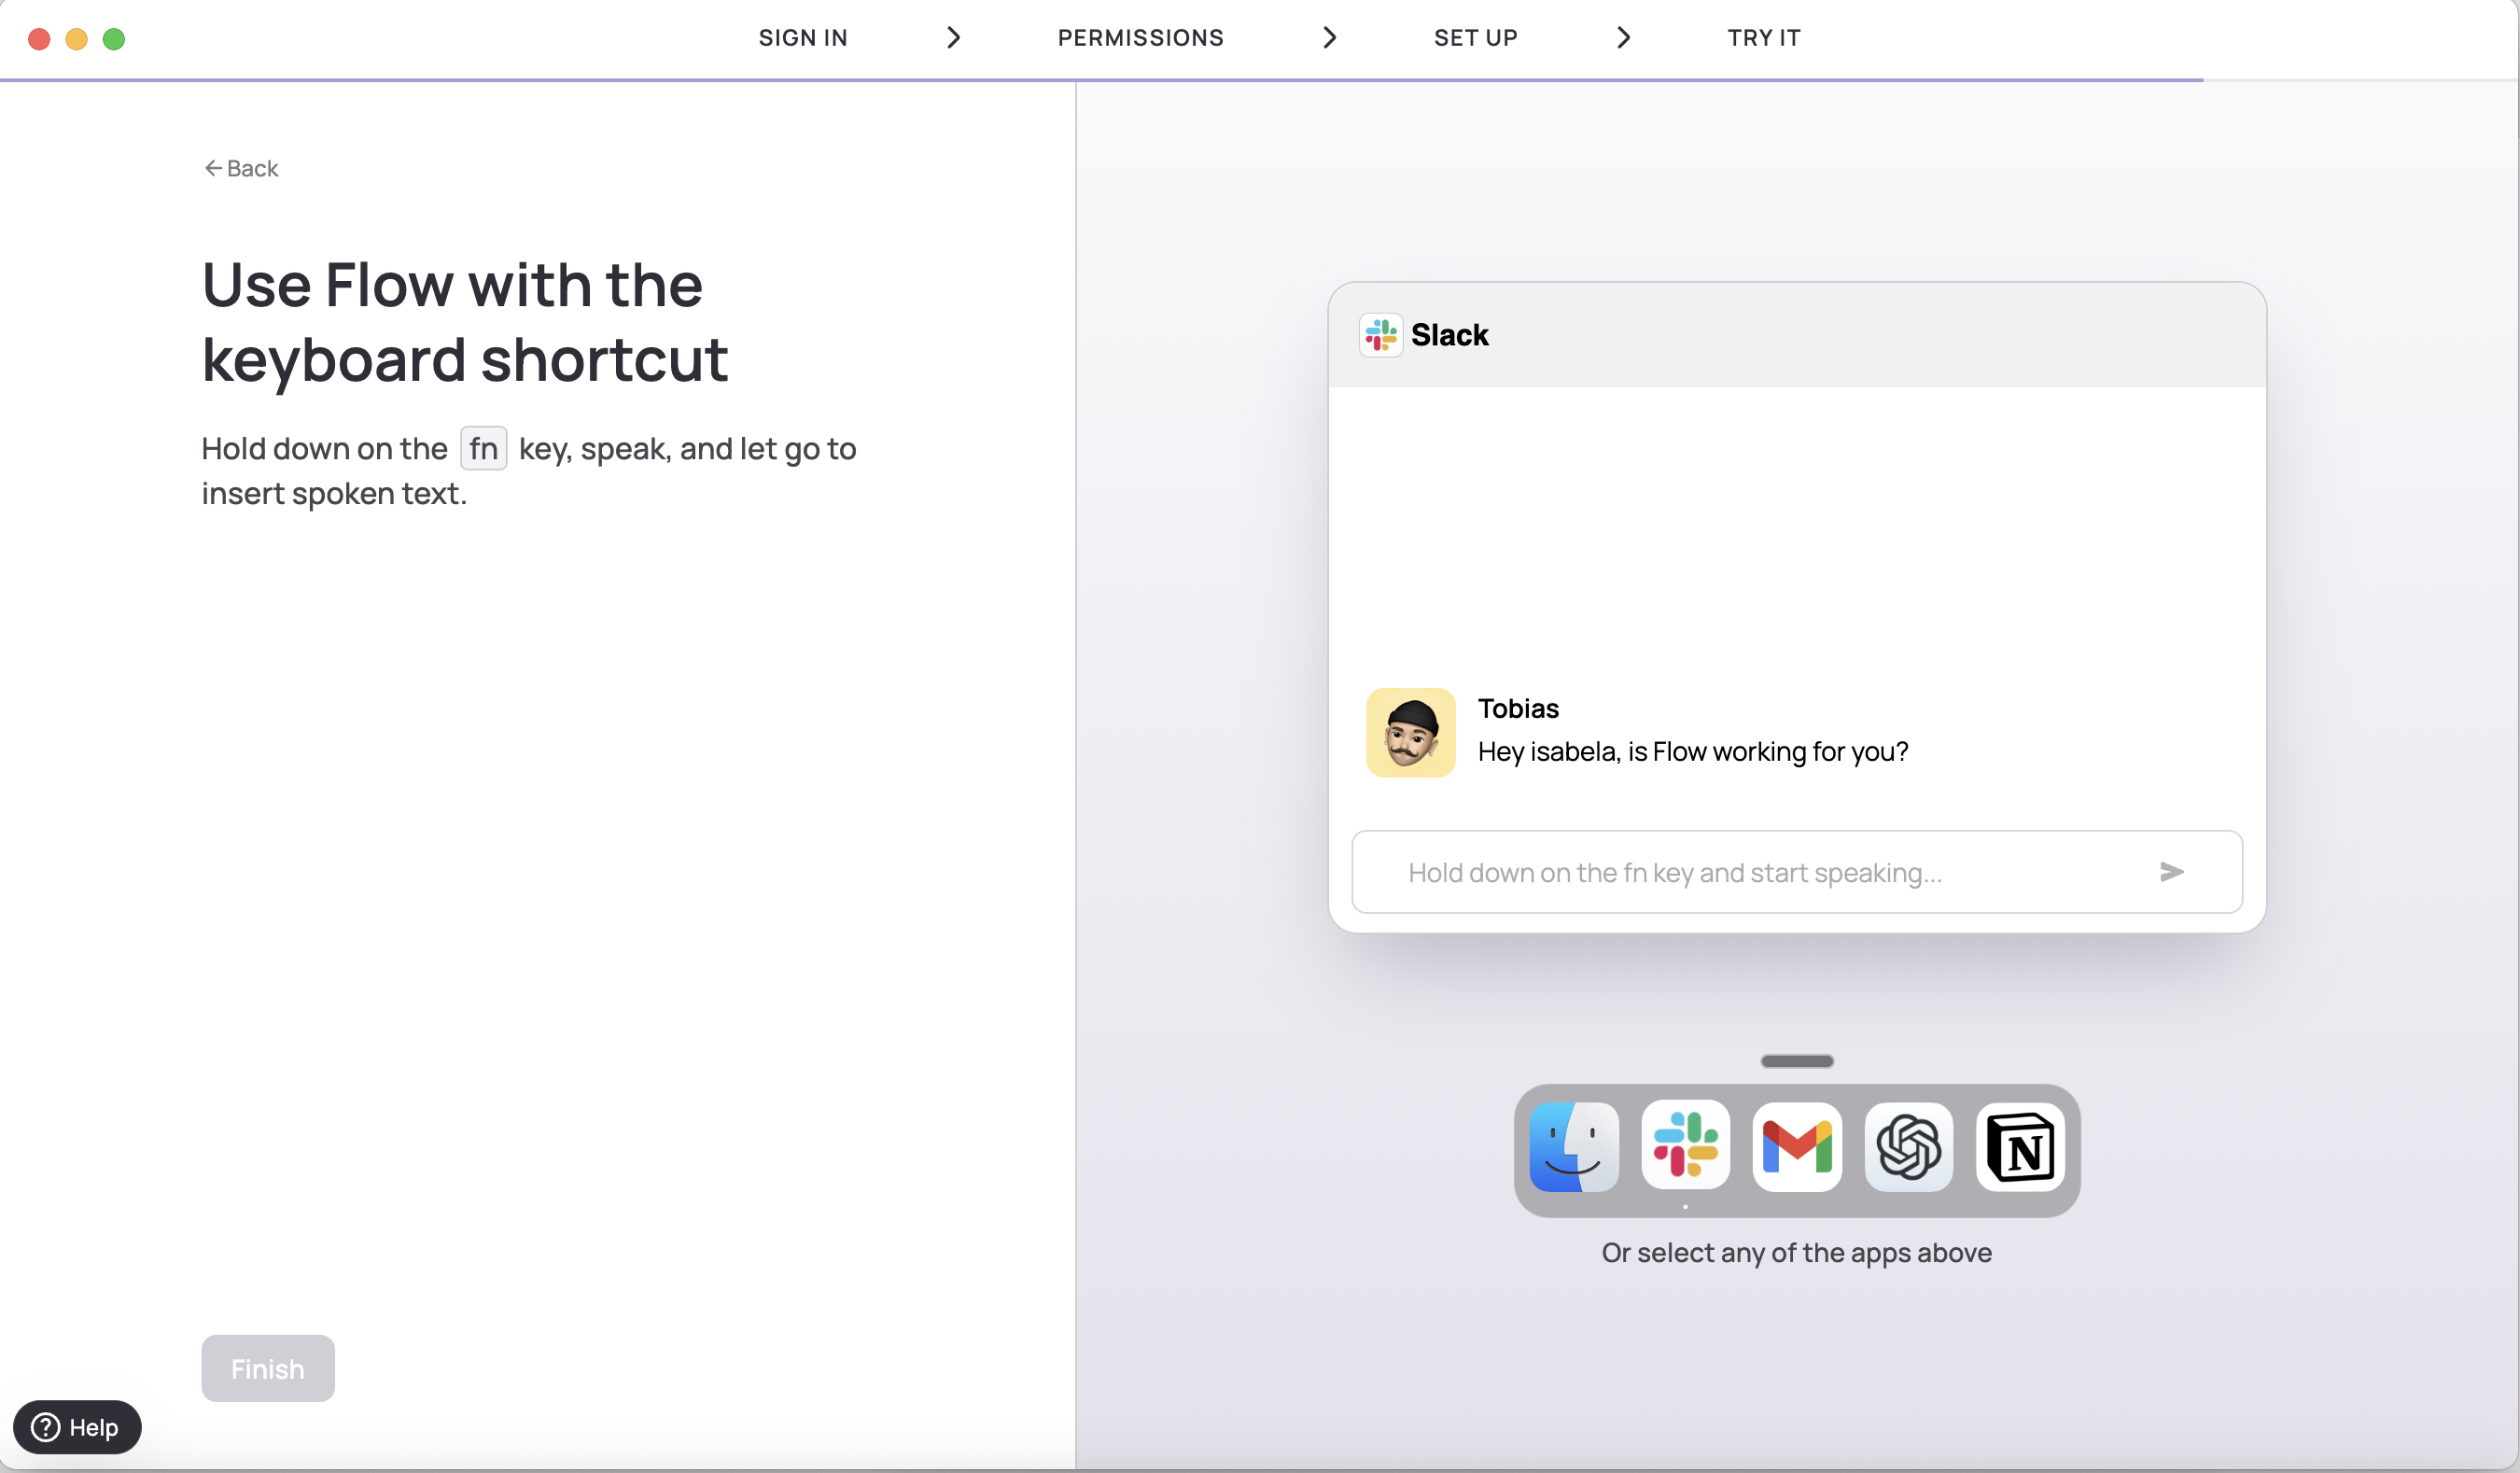 SIGN IN
PERMISSIONS
SET UP
TRY IT
Back
Use Flow with the
keyboard shortcut
Hold down on the fn key, speak, and let go to
insert spoken text.
Slack
Tobias
Hey isabela, is Flow working for you?
Hold down on the fn key and start speaking...
N
Or select any of the apps above
Finish
? Help